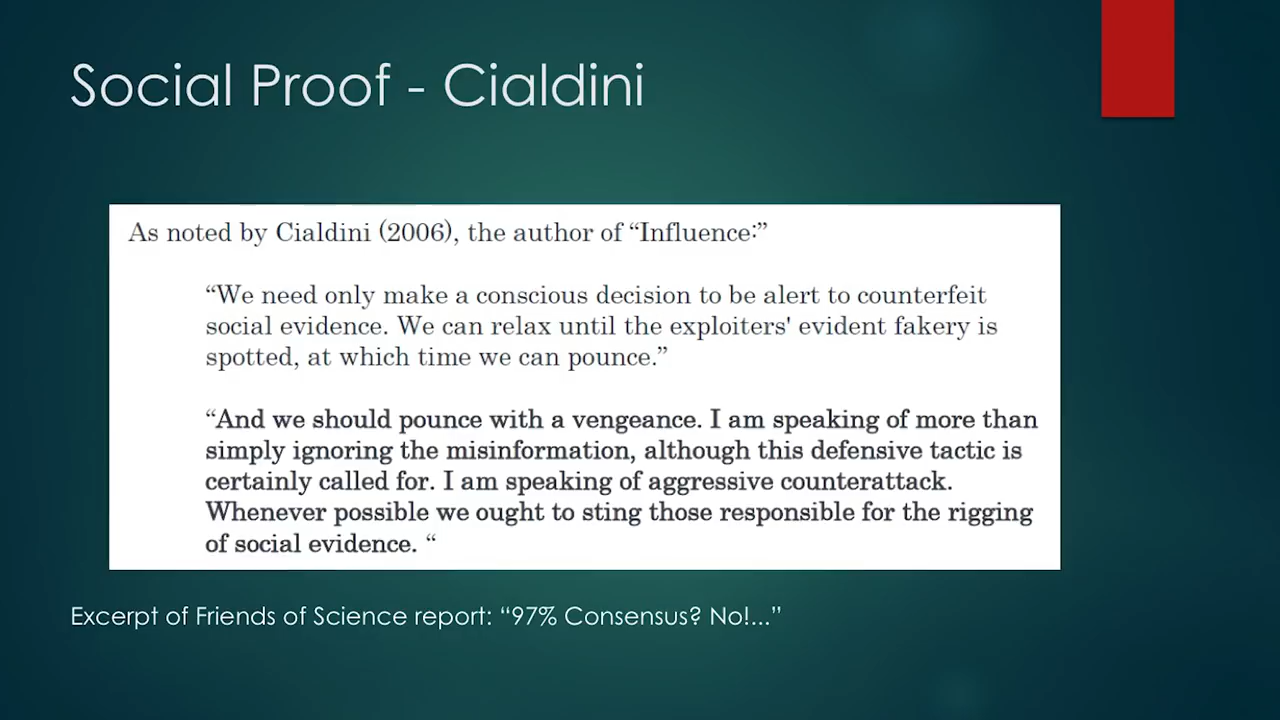 Social Proof - Cialdini
As noted by Cialdini (2006), the author of “Influence:”
“We need only make a conscious decision to be alert to counterfeit
social evidence. We can relax until the exploiters' evident fakery is
spotted, at which time we can pounce.”
“And we should pounce with a vengeance. I am speaking of more than
simply ignoring the misinformation, although this defensive tactic is
certainly called for. I am speaking of aggressive counterattack.
Whenever possible we ought to sting those responsible for the rigging
of social evidence. “
Excerpt of Friends of Science report: “97% Consensus? No!...”